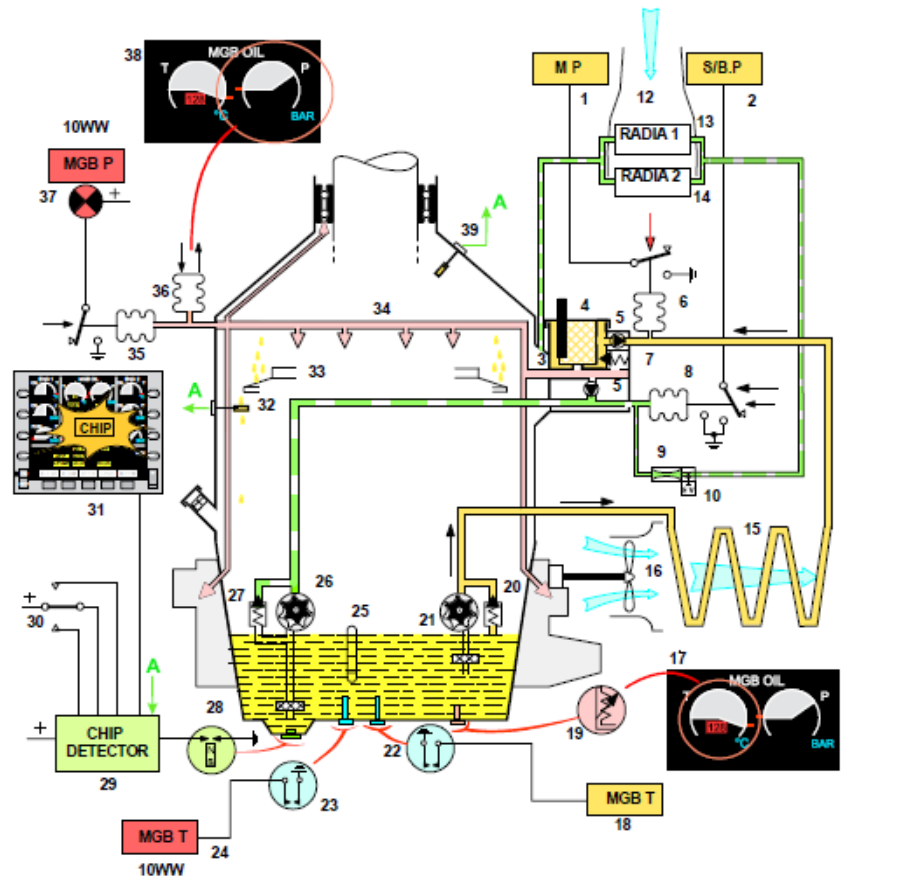 38
MGB OIL
T
P
120
°C
BAR
M P
S/B.P
1
12
2
10WW
MGB P
37
+
RADIA 1
13
RADIA 2
14
A
39
36
34
4
5
6
35
3
7
33
5
8
A
32
CHIP
31
9
10
15
16
27
26
25
21
20
+
30
A
28
17
MGB OIL
T
P
120
°C
BAR
+
CHIP
DETECTOR
29
22
19
23
MGB T
18
MGB T
24
10WW